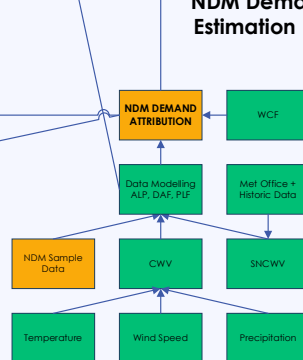 NDM Dema
Estimation
NDM DEMAND
ATTRIBUTION
WCF
Data Modelling
ALP, DAF, PLF
Met Office +
Historic Data
NDM Sample
Data
CWV
SNCWV
Temperature
Wind Speed
Precipitation